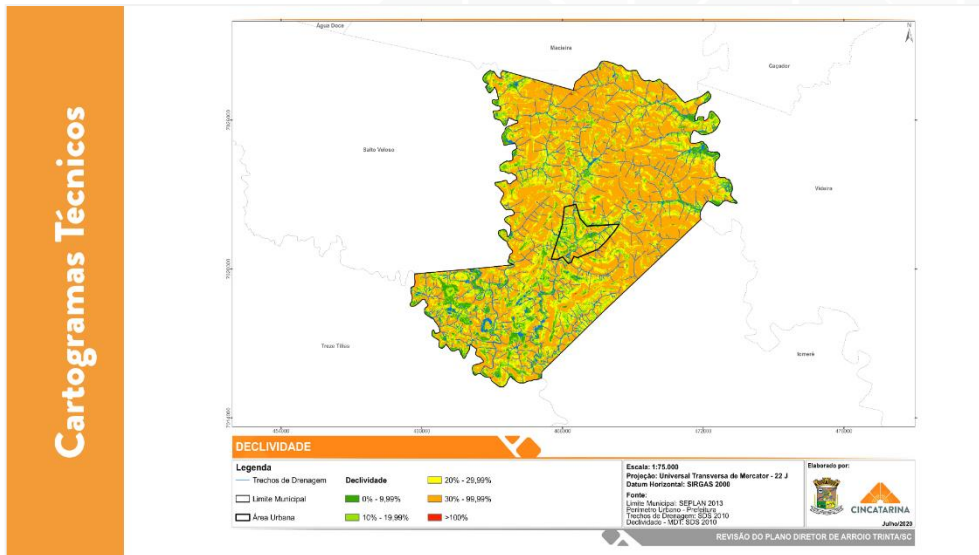 Cartogramas Técnicos
Água Doce
Macieira
Caçador
N
Salto Veloso
Videira
Treze Tílias
Iomerê
DECLIVIDADE
Legenda
Trechos de Drenagem
Limite Municipal
Área Urbana
Declividade
0% - 9,99%
10% - 19,99%
20% - 29,99%
30% - 99,99%
>100%
Escala: 1:75.000
Projeção: Universal Transversa de Mercator - 22 J
Datum Horizontal: SIRGAS 2000
Fonte:
Limite Municipal: SEPLAN 2013
Perímetro Urbano - Prefeitura
Trechos de Drenagem: SDS 2010
Declividade - MDT: SDS 2010
Elaborado por:
CINCATARINA
Julho/2020
REVISÃO DO PLANO DIRETOR DE ARROIO TRINTA/SC